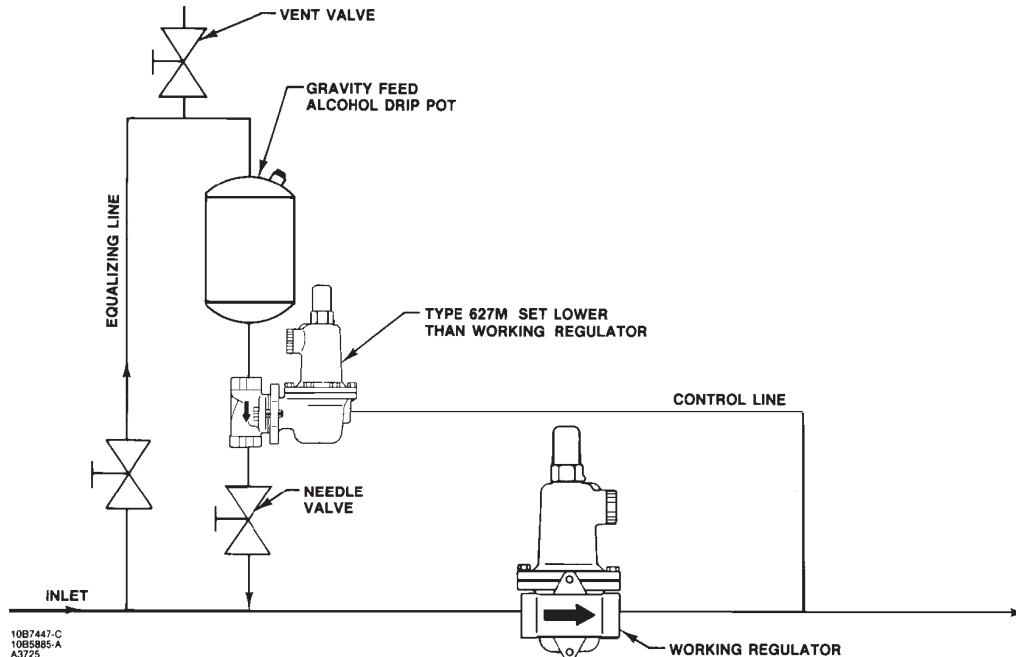 VENT VALVE
GRAVITY FEED
ALCOHOL DRIP POT
EQUALIZING LINE
TYPE 627M SET LOWER
THAN WORKING REGULATOR
CONTROL LINE
NEEDLE
VALVE
INLET
WORKING REGULATOR
10B7447-C
10B5885-A
A3725